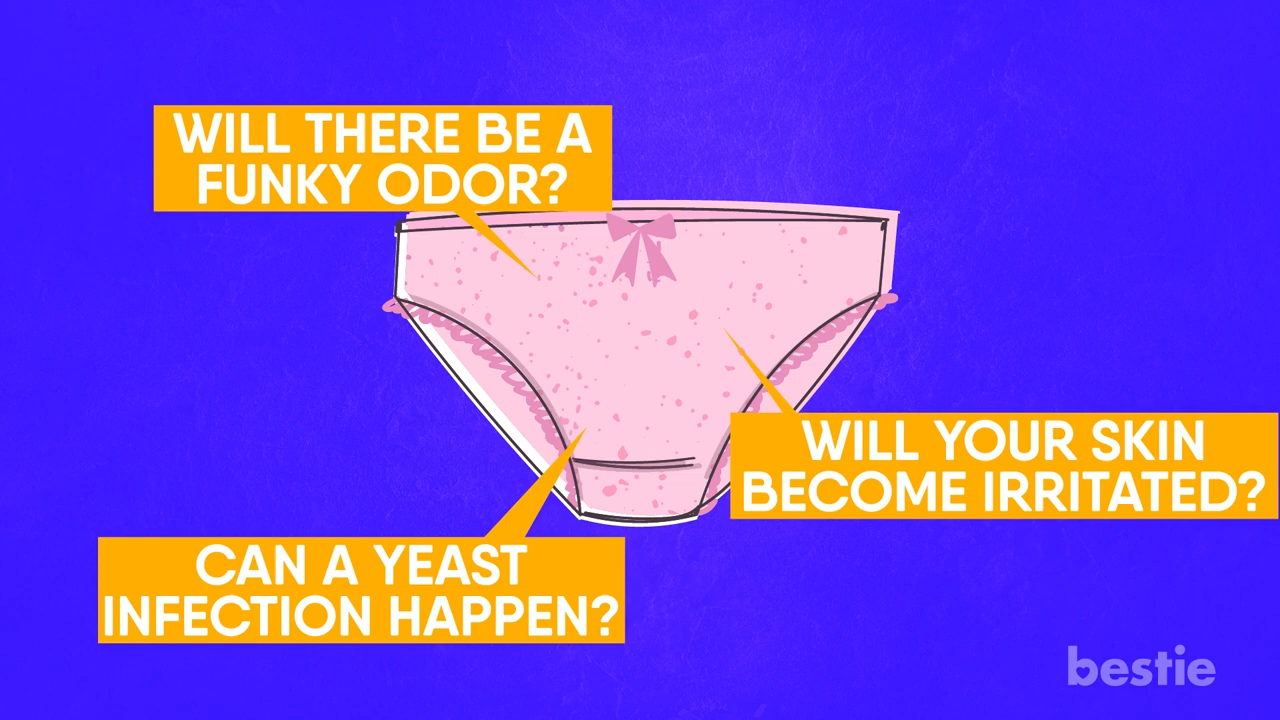 WILL THERE BE A
FUNKY ODOR?
WILL YOUR SKIN
BECOME IRRITATED?
CAN A YEAST
INFECTION HAPPEN?
bestie